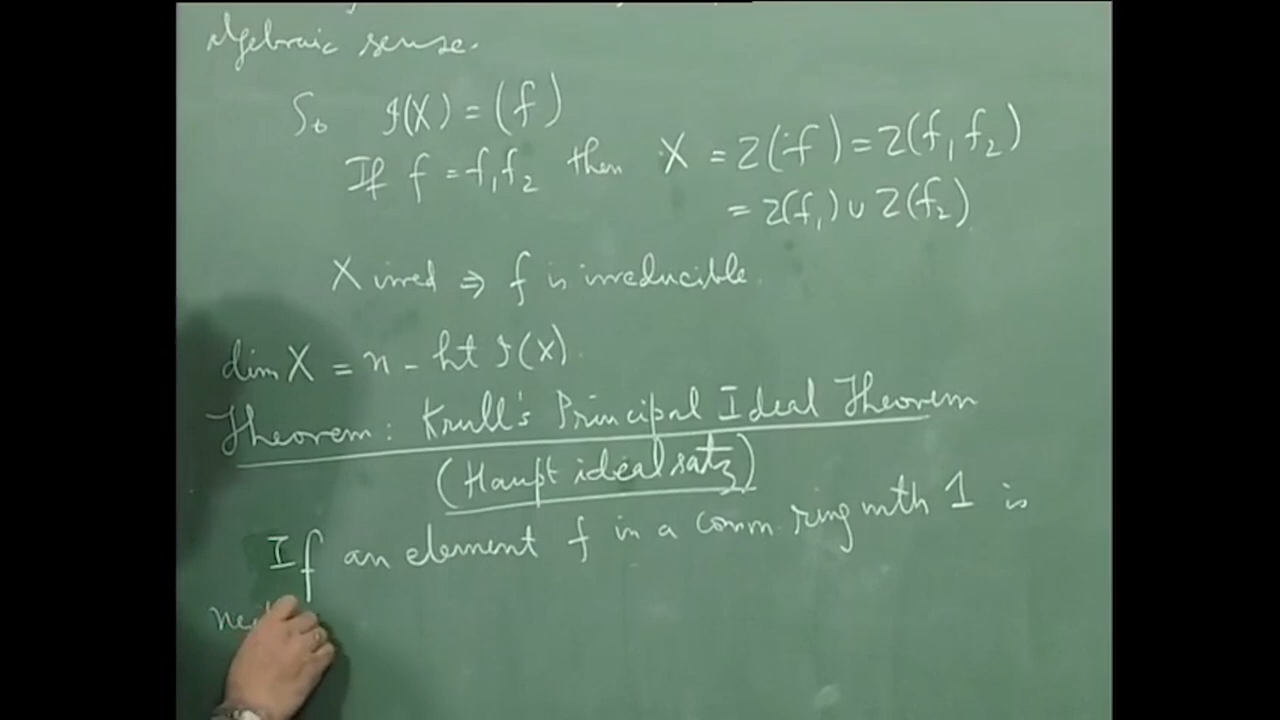 algebraic sense.
So I(X) = (f)
If f = f₁f₂ then X = Z(f) = Z(f₁f₂)
= Z(f₁) ∪ Z(f₂)
X irred ⇒ f is irreducible.
dim X = n - ht I(X).
Theorem: Krull's Principal Ideal Theorem
(Hauptidealsatz)
If an element f in a comm. ring with 1 is